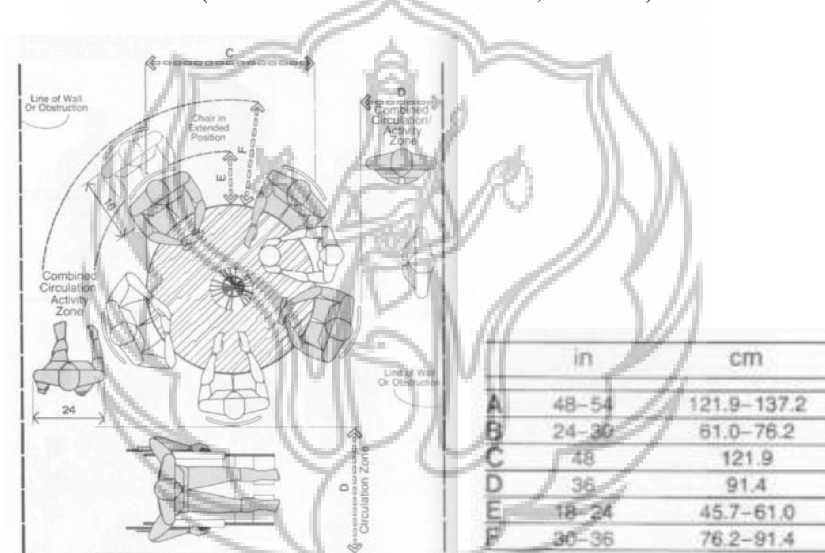 C
D
Line of Wall
Or Obstruction
Chair in
Extended
Position
Combined
Circulation/
Activity
Zone
F
E
18
Combined
Circulation
Activity
Zone
24
Line of Wall
Or Obstruction
D
Circulation Zone
in cm
A 48–54 121.9–137.2
B 24–30 61.0–76.2
C 48 121.9
D 36 91.4
E 18–24 45.7–61.0
F 30–36 76.2–91.4